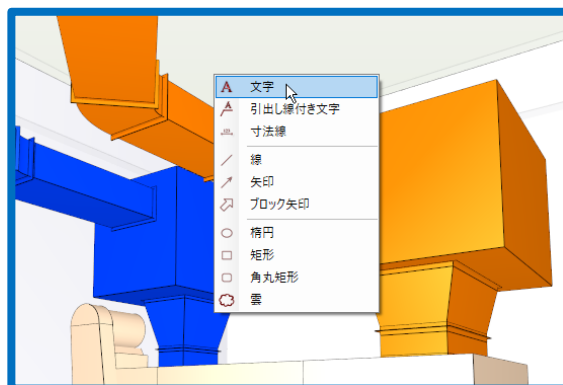 文字
引出し線付き文字
寸法線
線
矢印
ブロック矢印
楕円
矩形
角丸矩形
雲